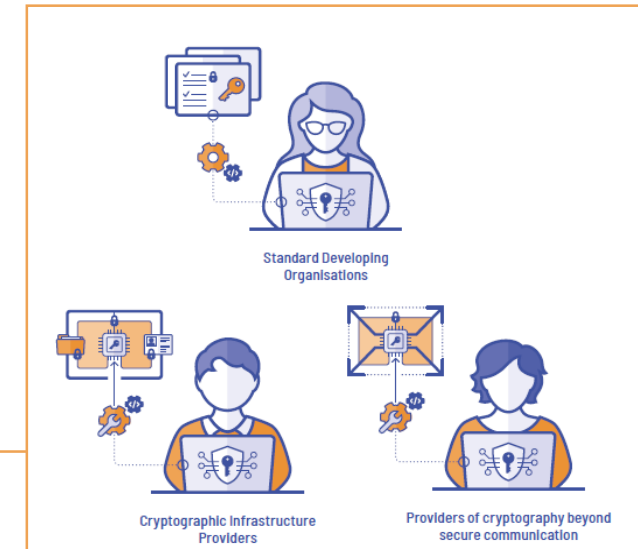 Standard Developing
Organisations
Cryptographic Infrastructure
Providers
Providers of cryptography beyond
secure communication